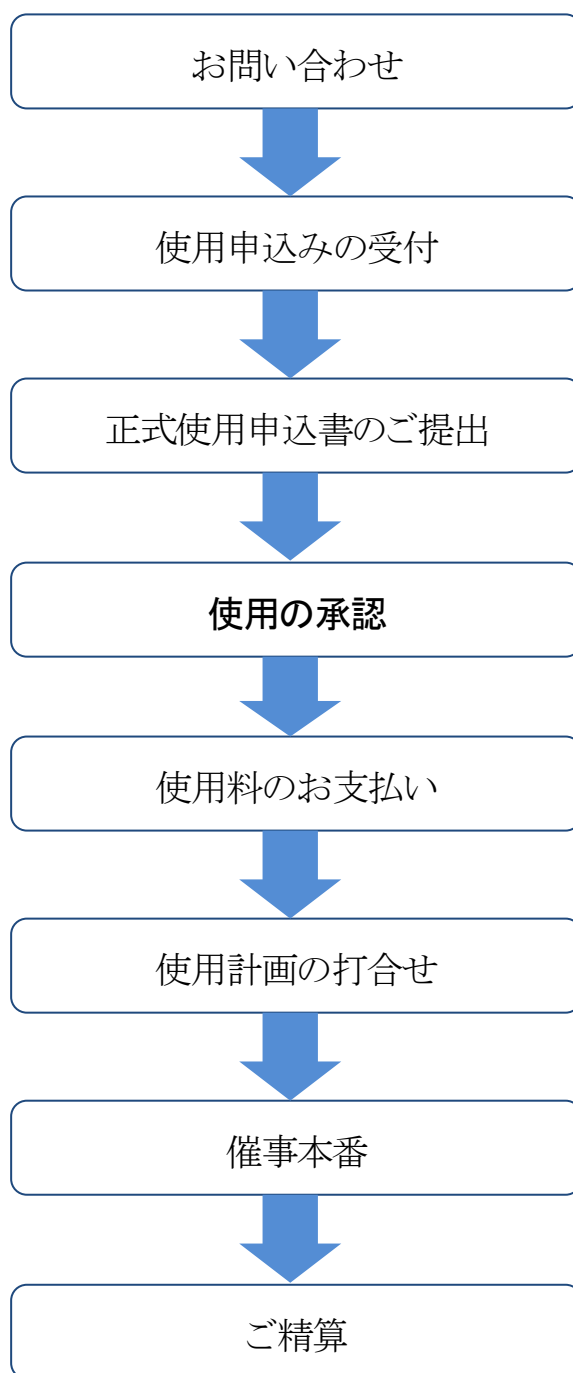 お問い合わせ
使用申込みの受付
正式使用申込書のご提出
使用の承認
使用料のお支払い
使用計画の打合せ
催事本番
ご精算